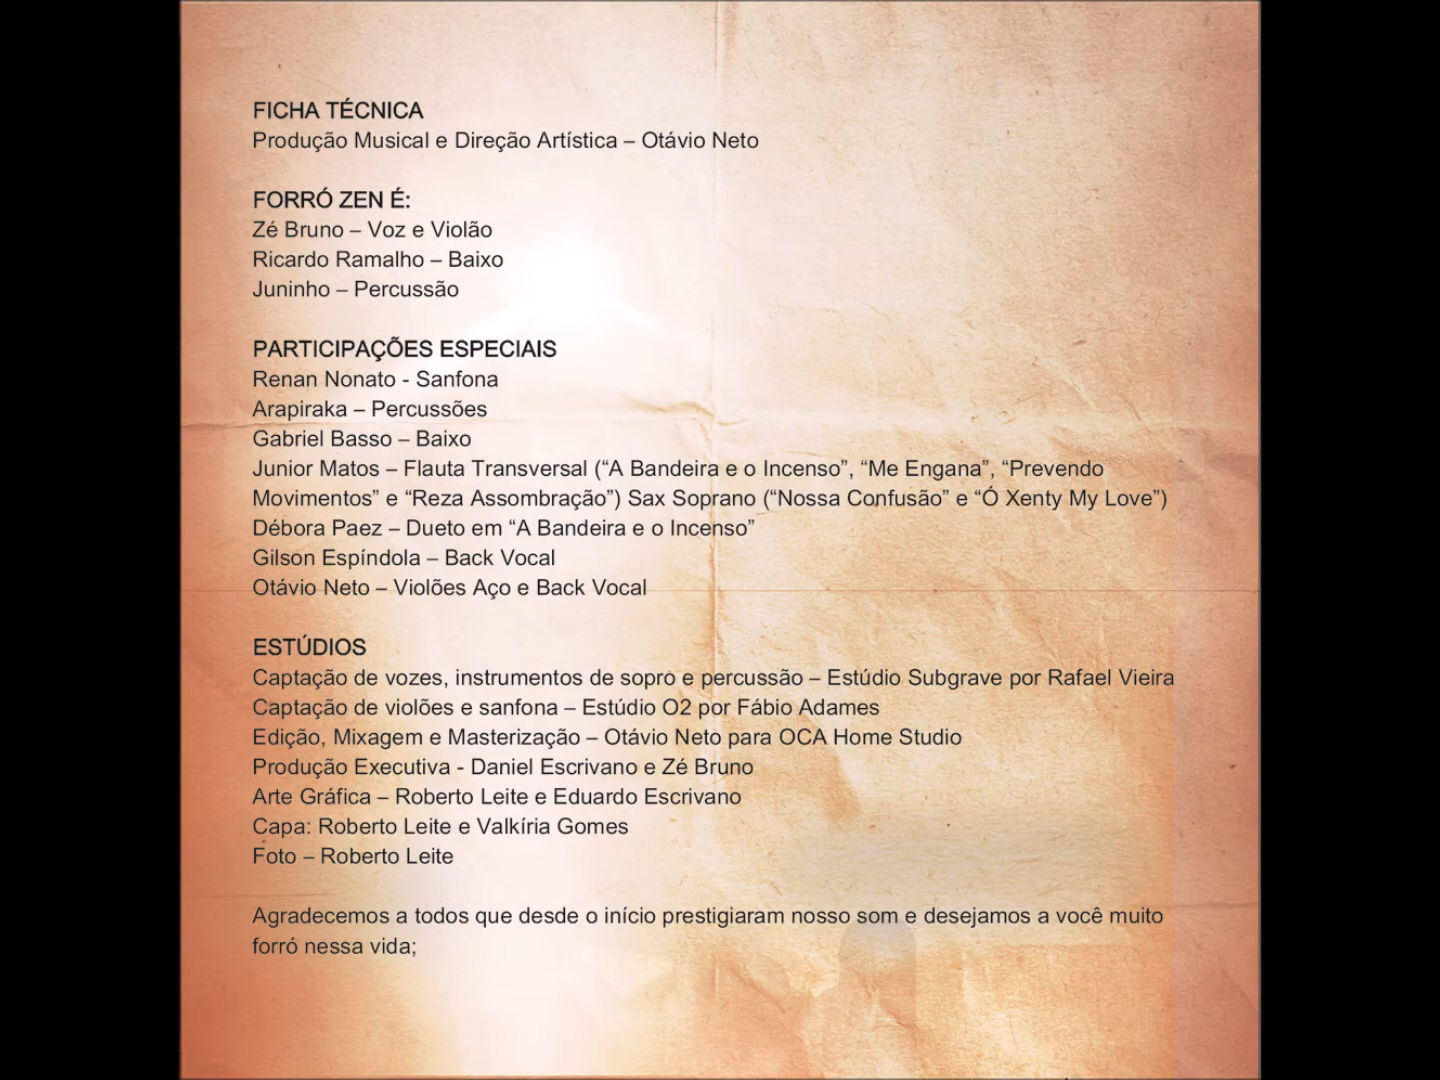 FICHA TÉCNICA
Produção Musical e Direção Artística – Otávio Neto
FORRÓ ZEN É:
Zé Bruno – Voz e Violão
Ricardo Ramalho – Baixo
Juninho – Percussão
PARTICIPAÇÕES ESPECIAIS
Renan Nonato - Sanfona
Arapiraka – Percussões
Gabriel Basso – Baixo
Junior Matos – Flauta Transversal (“A Bandeira e o Incenso”, “Me Engana”, “Prevendo
Movimentos” e “Reza Assombração”) Sax Soprano (“Nossa Confusão” e “Ó Xenty My Love”)
Débora Paez – Dueto em “A Bandeira e o Incenso”
Gilson Espíndola – Back Vocal
Otávio Neto – Violões Aço e Back Vocal
ESTÚDIOS
Captação de vozes, instrumentos de sopro e percussão – Estúdio Subgrave por Rafael Vieira
Captação de violões e sanfona – Estúdio O2 por Fábio Adames
Edição, Mixagem e Masterização – Otávio Neto para OCA Home Studio
Produção Executiva - Daniel Escrivano e Zé Bruno
Arte Gráfica – Roberto Leite e Eduardo Escrivano
Capa: Roberto Leite e Valkíria Gomes
Foto – Roberto Leite
Agradecemos a todos que desde o início prestigiaram nosso som e desejamos a você muito
forró nessa vida;